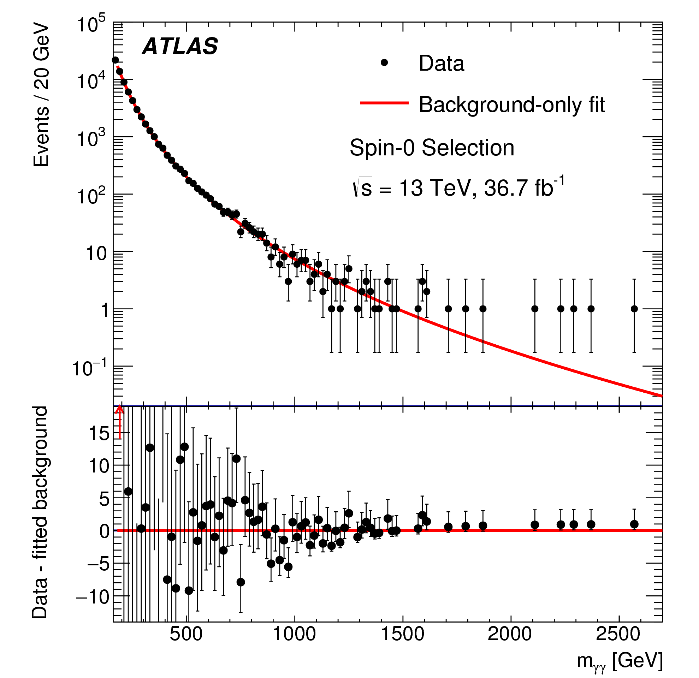 10⁵
10⁴
10³
10²
10
1
10⁻¹
Events / 20 GeV
ATLAS
Data
Background-only fit
Spin-0 Selection
√s = 13 TeV, 36.7 fb⁻¹
15
10
5
0
−5
−10
Data - fitted background
500 1000 1500 2000 2500
m_γγ [GeV]